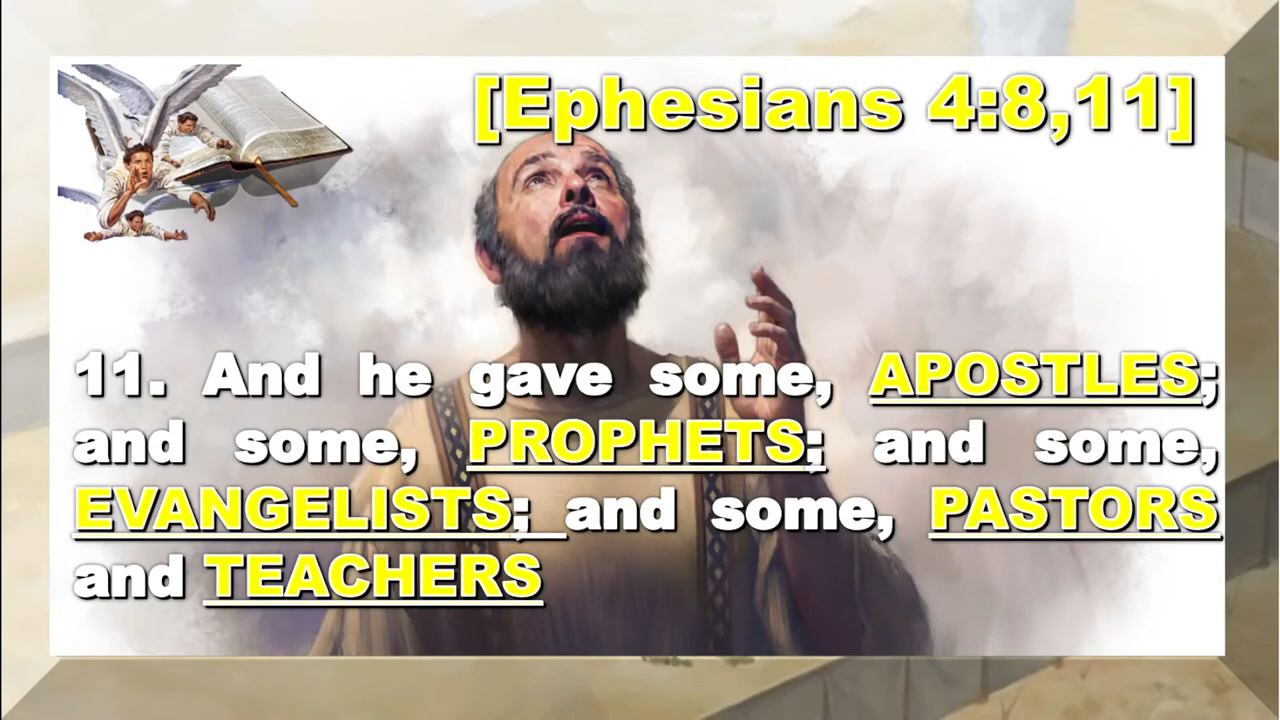 [Ephesians 4:8,11]
11. And he gave some, APOSTLES;
and some, PROPHETS; and some,
EVANGELISTS; and some, PASTORS
and TEACHERS